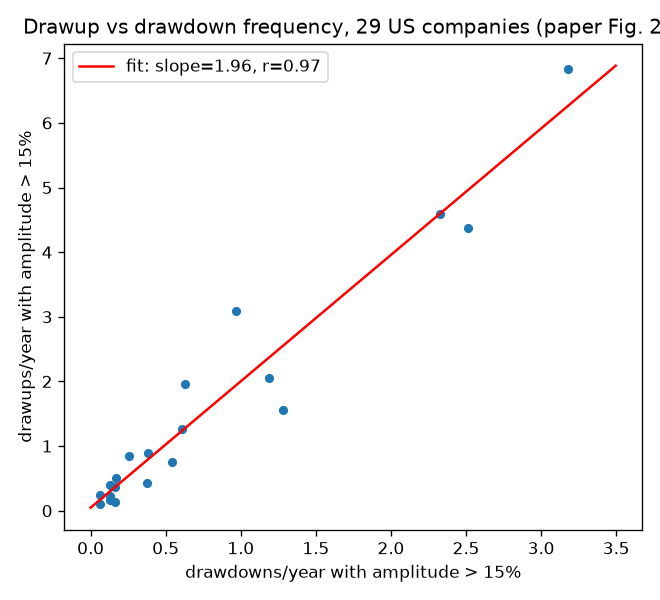 Drawup vs drawdown frequency, 29 US companies (paper Fig. 2
fit: slope=1.96, r=0.97
drawups/year with amplitude > 15%
7
6
5
4
3
2
1
0
0.0 0.5 1.0 1.5 2.0 2.5 3.0 3.5
drawdowns/year with amplitude > 15%